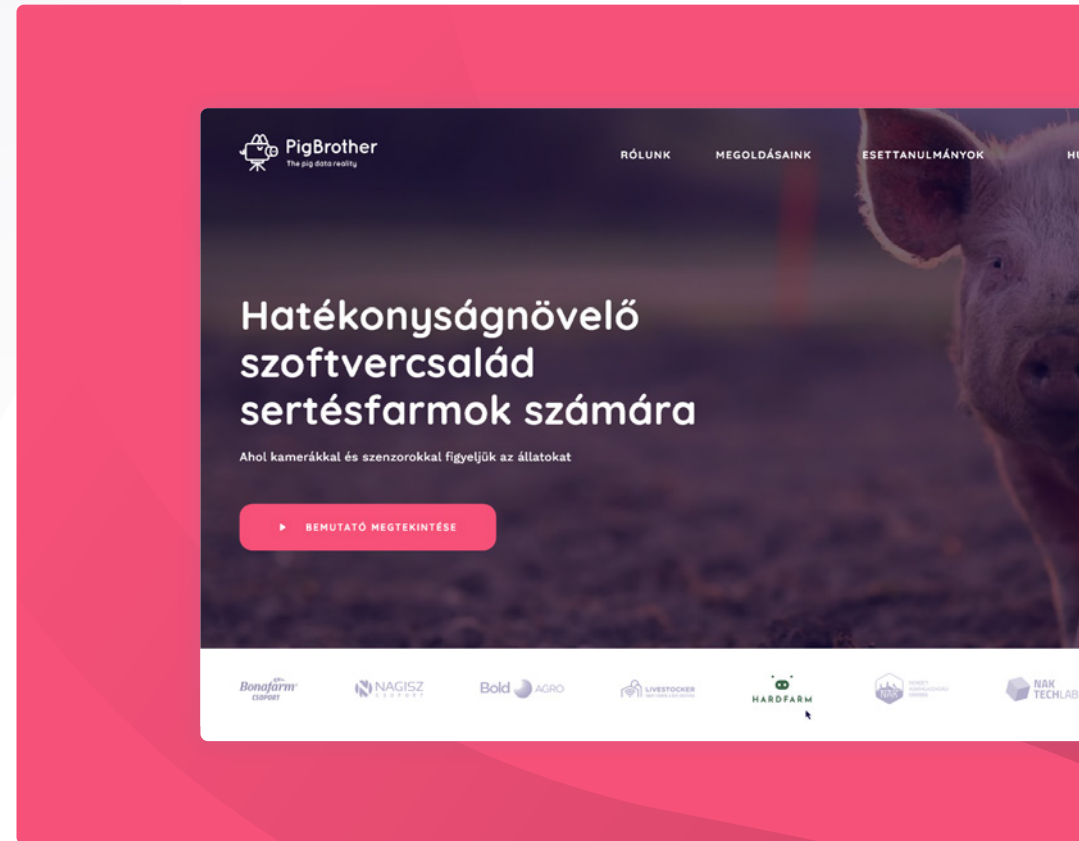 PigBrother
The pig data reality
RÓLUNK
MEGOLDÁSAINK
ESETTANULMÁNYOK
Hatékonyságnövelő
szoftvercsalád
sertésfarmok számára
Ahol kamerákkal és szenzorokkal figyeljük az állatokat
BEMUTATÓ MEGTEKINTÉSE
Bonafarm
CSOPORT
NAGISZ
CSOPORT
Bold AGRO
LIVESTOCKER
HARDFARM
NAK
NAK
TECHLAB